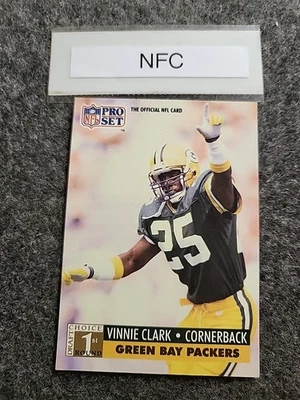 NFC
NFL PRO SET
THE OFFICIAL NFL CARD
25
DRAFT CHOICE 1ST ROUND
VINNIE CLARK • CORNERBACK
GREEN BAY PACKERS